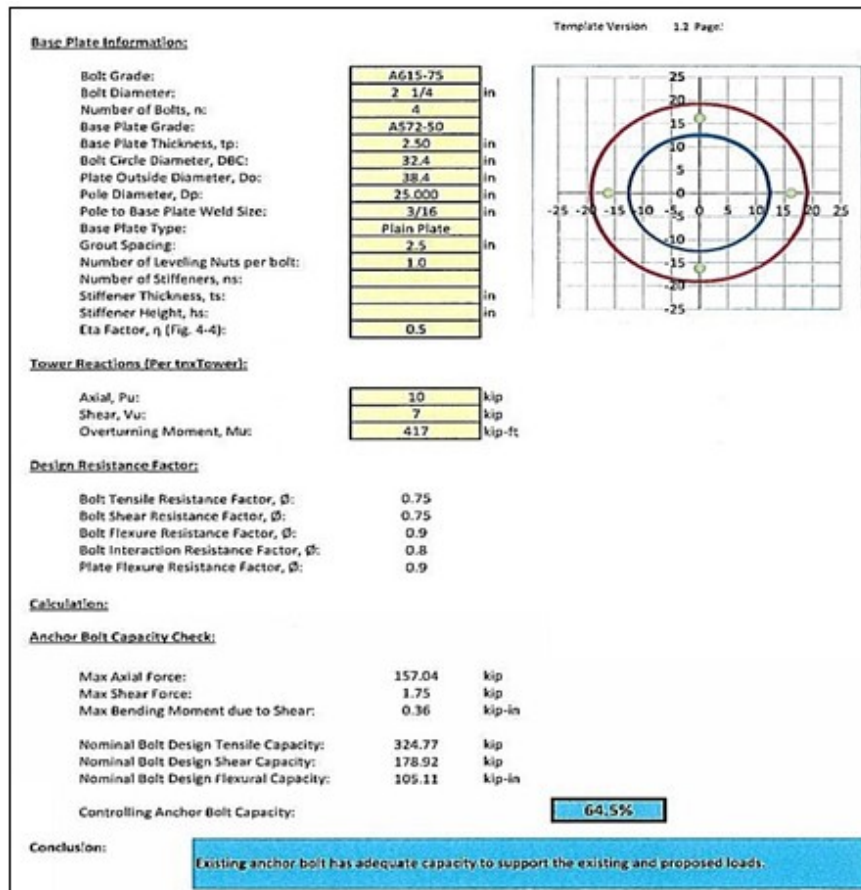 Template Version 1.2 Page:
Base Plate Information:
Bolt Grade: A615-75
Bolt Diameter: 2 1/4 in
Number of Bolts, n: 4
Base Plate Grade: A572-50
Base Plate Thickness, tp: 2.50 in
Bolt Circle Diameter, DBC: 32.4 in
Plate Outside Diameter, Do: 38.4 in
Pole Diameter, Dp: 25.000 in
Pole to Base Plate Weld Size: 3/16 in
Base Plate Type: Plain Plate
Grout Spacing: 2.5 in
Number of Leveling Nuts per bolt: 1.0
Number of Stiffeners, ns:
Stiffener Thickness, ts: in
Stiffener Height, hs: in
Eta Factor, η (Fig. 4-4): 0.5
25
20
15
10
5
0
-25 -20 -15 -10 -5 0 5 10 15 20 25
-5
-10
-15
-20
-25
Tower Reactions (Per tnxTower):
Axial, Pu: 10 kip
Shear, Vu: 7 kip
Overturning Moment, Mu: 417 kip-ft
Design Resistance Factor:
Bolt Tensile Resistance Factor, Ø: 0.75
Bolt Shear Resistance Factor, Ø: 0.75
Bolt Flexure Resistance Factor, Ø: 0.9
Bolt Interaction Resistance Factor, Ø: 0.8
Plate Flexure Resistance Factor, Ø: 0.9
Calculation:
Anchor Bolt Capacity Check:
Max Axial Force: 157.04 kip
Max Shear Force: 1.75 kip
Max Bending Moment due to Shear: 0.36 kip-in
Nominal Bolt Design Tensile Capacity: 324.77 kip
Nominal Bolt Design Shear Capacity: 178.92 kip
Nominal Bolt Design Flexural Capacity: 105.11 kip-in
Controlling Anchor Bolt Capacity: 64.5%
Conclusion:
Existing anchor bolt has adequate capacity to support the existing and proposed loads.